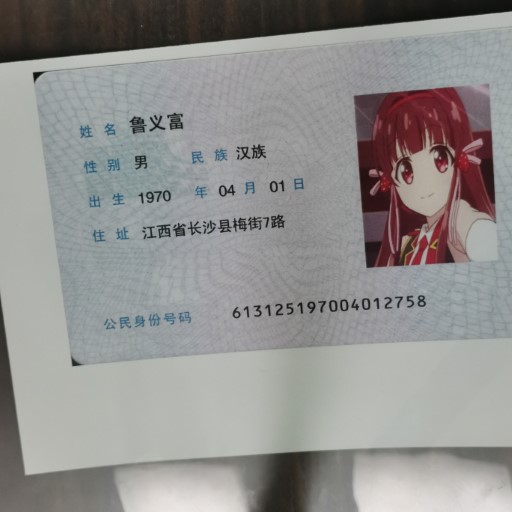 姓名 鲁义富
性别 男 民族 汉族
出生 1970 年 04 月 01 日
住址 江西省长沙县梅街7路
公民身份号码 613125197004012758